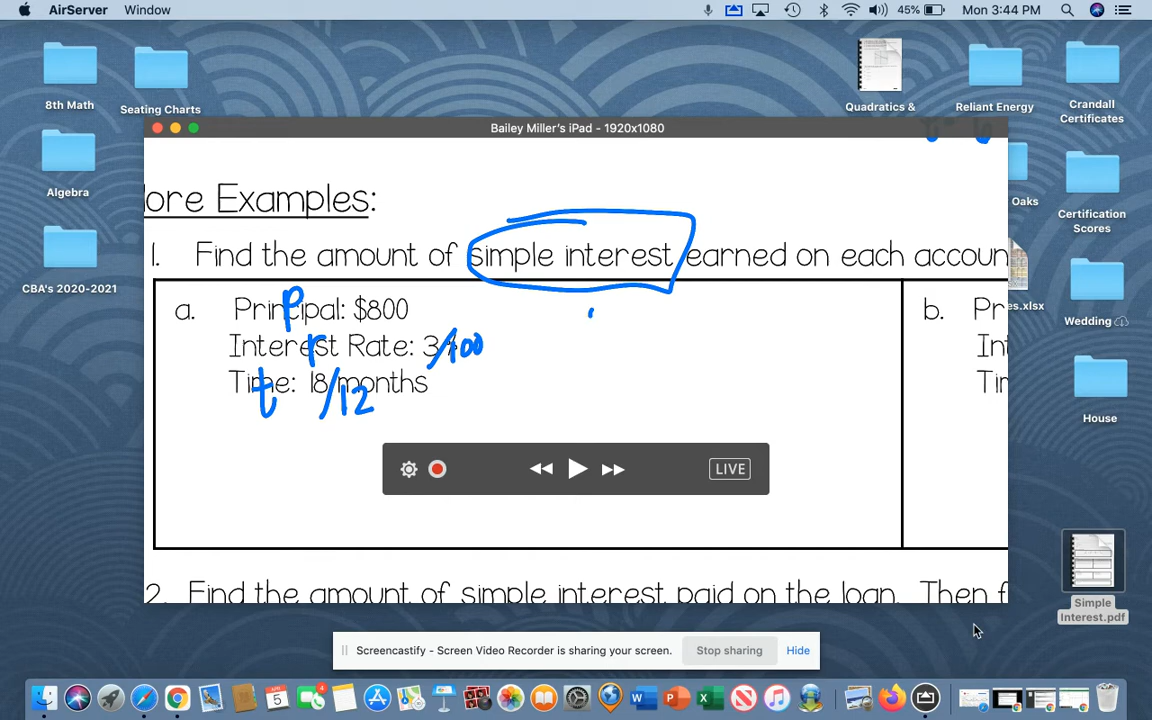 AirServer Window 45% Mon 3:44 PM
8th Math
Seating Charts
Quadratics &
Reliant Energy
Crandall
Certificates
Bailey Miller's iPad - 1920x1080
Algebra
Oaks
Certification
Scores
ore Examples:
1. Find the amount of simple interest earned on each accoun
CBA's 2020-2021
es.xlsx
Wedding
a. Principal: $800
p
b. Pr
Interest Rate: 3
r
/100
Int
Time: 18 months
t
/12
Tir
House
LIVE
2. Find the amount of simple interest paid on the loan. Then f
Simple
Interest.pdf
Screencastify - Screen Video Recorder is sharing your screen. Stop sharing Hide